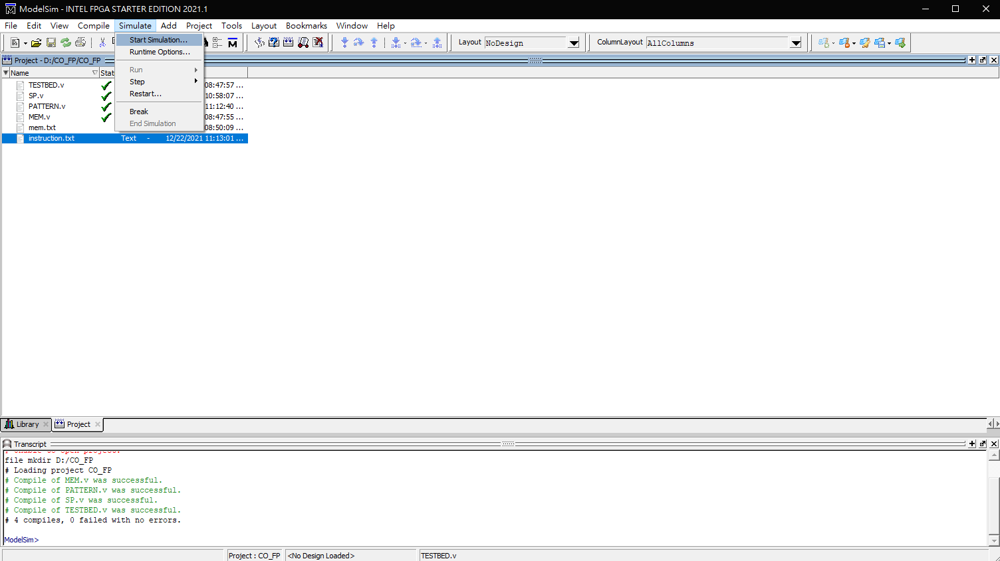 ModelSim - INTEL FPGA STARTER EDITION 2021.1
File Edit View Compile Simulate Add Project Tools Layout Bookmarks Window Help
Start Simulation...
Runtime Options...
Run
Step
Restart...
Break
End Simulation
Layout NoDesign
ColumnLayout AllColumns
Project - D:/CO_FP/CO_FP
Name Stat
TESTBED.v 08:47:57 ...
SP.v 10:58:07 ...
PATTERN.v 11:12:40 ...
MEM.v 08:47:55 ...
mem.txt 08:50:09 ...
instruction.txt Text - 12/22/2021 11:13:01 ...
Library Project
Transcript
# Unable to open project.
file mkdir D:/CO_FP
# Loading project CO_FP
# Compile of MEM.v was successful.
# Compile of PATTERN.v was successful.
# Compile of SP.v was successful.
# Compile of TESTBED.v was successful.
# 4 compiles, 0 failed with no errors.
ModelSim>
Project : CO_FP <No Design Loaded> TESTBED.v